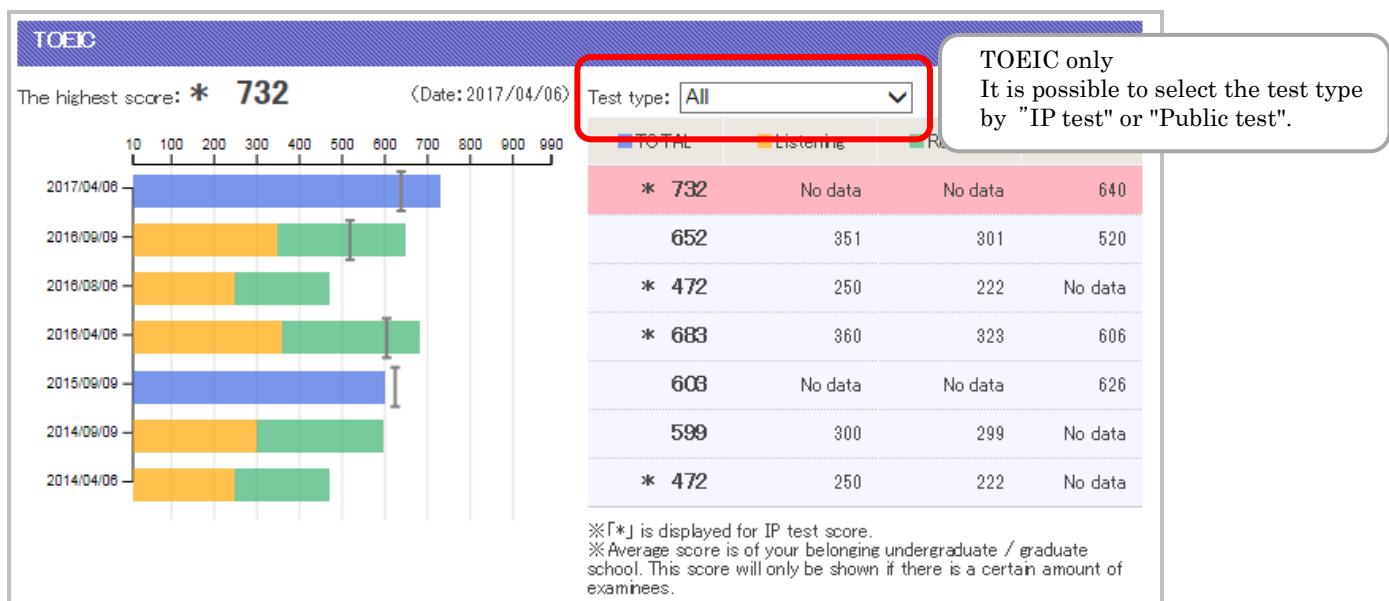 TOEIC
TOEIC only
It is possible to select the test type
by ”IP test" or "Public test".
The highest score: * 732 (Date:2017/04/06)
Test type: All
10 100 200 300 400 500 600 700 800 900 990
TOTAL Listening
2017/04/06
* 732 No data No data 640
2016/09/09
652 351 301 520
2016/08/06
* 472 250 222 No data
2016/04/06
* 683 360 323 606
2015/09/09
603 No data No data 626
2014/09/09
599 300 299 No data
2014/04/06
* 472 250 222 No data
※「*」 is displayed for IP test score.
※Average score is of your belonging undergraduate / graduate
school. This score will only be shown if there is a certain amount of
examinees.